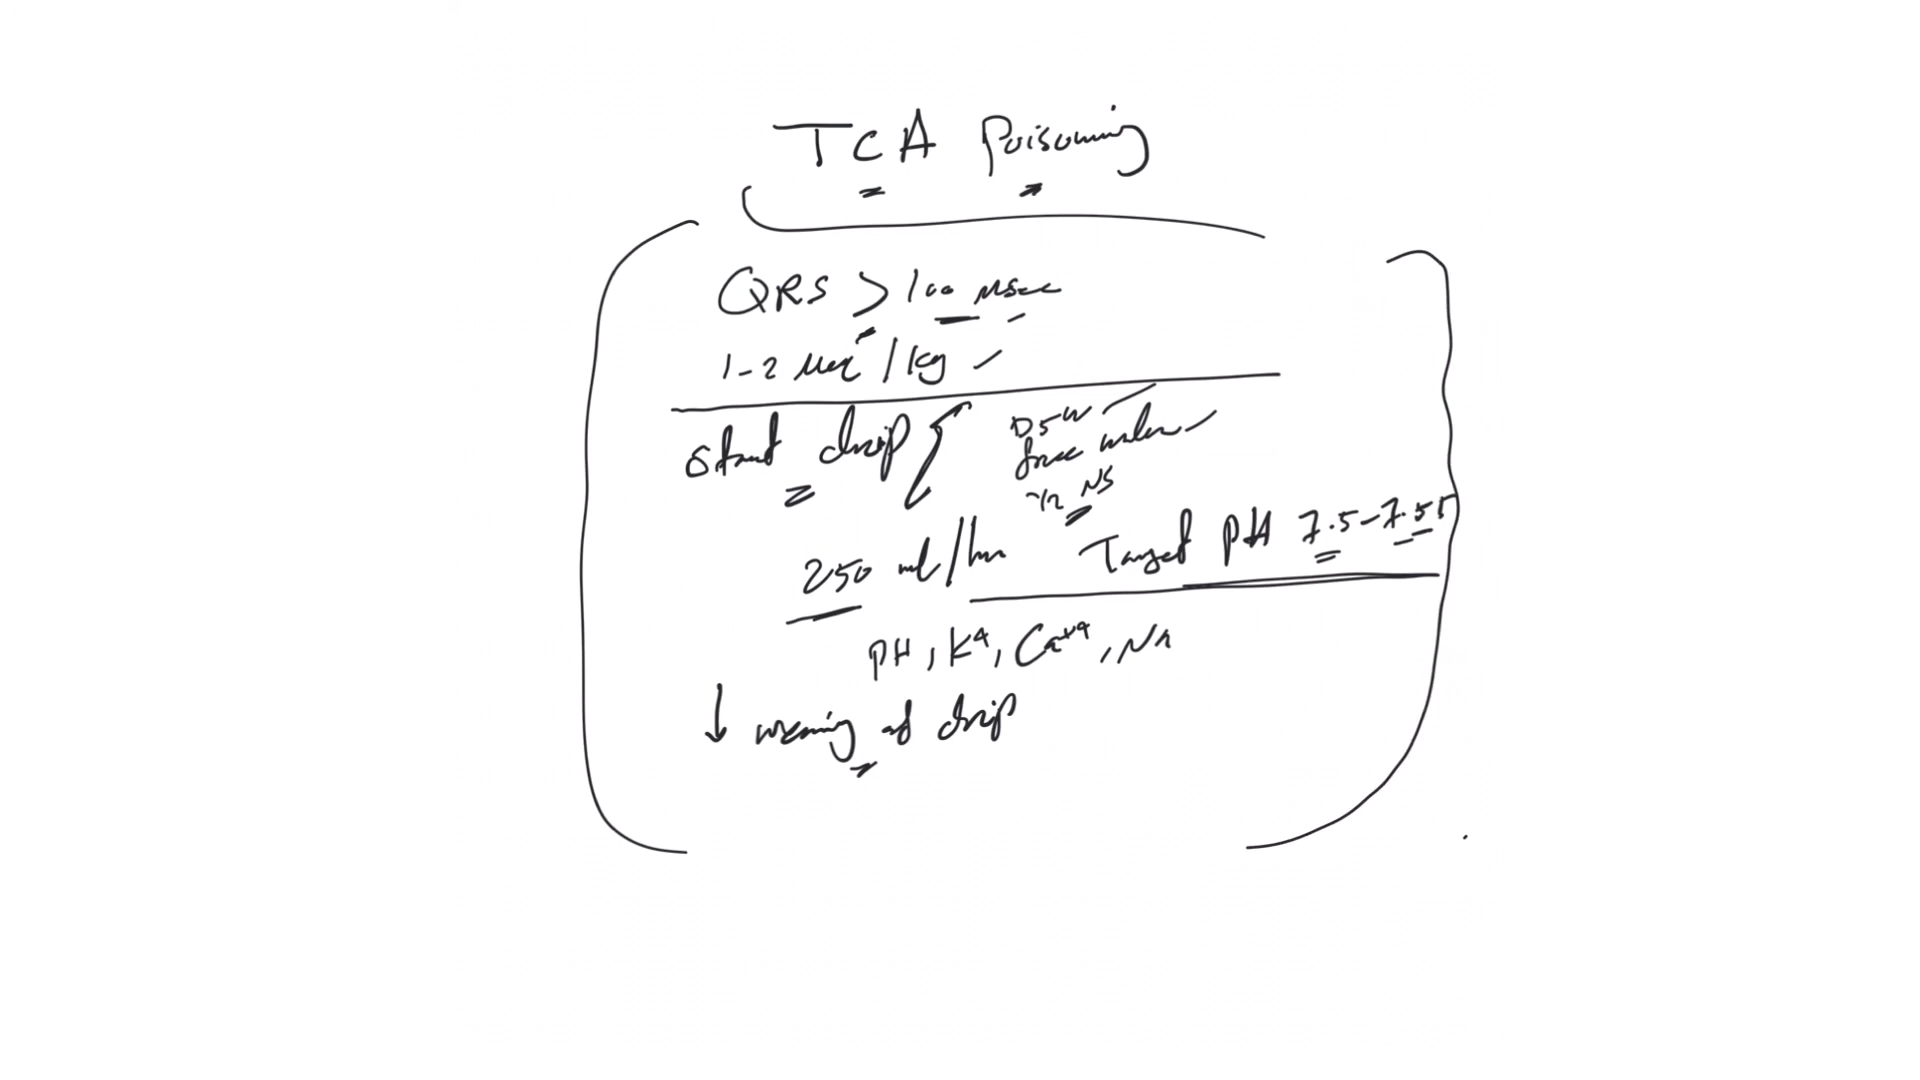 TCA Poisoning
QRS > 100 msec
1-2 meq / kg
start drip { D5W
free water
1/2 NS
250 ml/hr Target PH 7.5-7.55
PH, K+, Ca++, Na
↓ weaning of drip